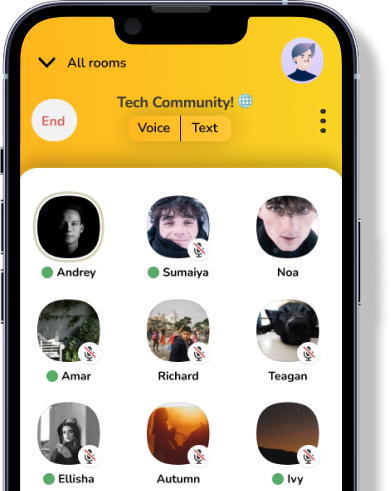 All rooms
Tech Community!
End
Voice
Text
Andrey
Sumaiya
Noa
Amar
Richard
Teagan
Ellisha
Autumn
Ivy